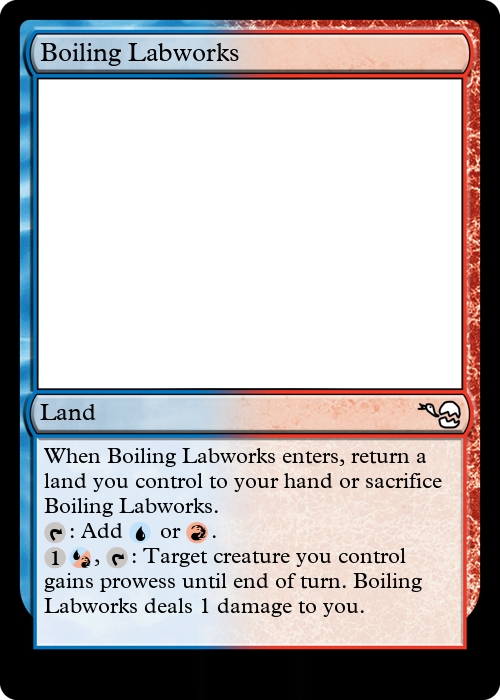 Boiling Labworks
Land
When Boiling Labworks enters, return a
land you control to your hand or sacrifice
Boiling Labworks.
: Add or .
1 , : Target creature you control
gains prowess until end of turn. Boiling
Labworks deals 1 damage to you.